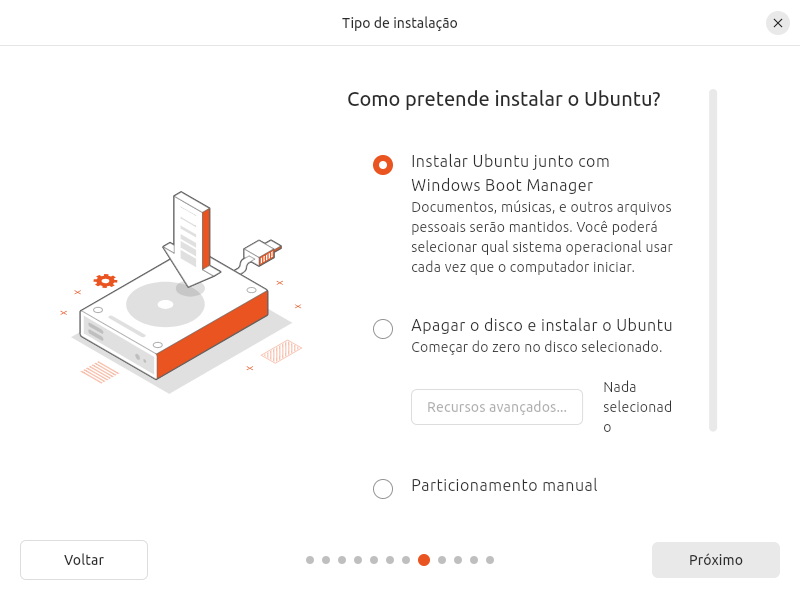 Tipo de instalação
Como pretende instalar o Ubuntu?
Instalar Ubuntu junto com
Windows Boot Manager
Documentos, músicas, e outros arquivos
pessoais serão mantidos. Você poderá
selecionar qual sistema operacional usar
cada vez que o computador iniciar.
Apagar o disco e instalar o Ubuntu
Começar do zero no disco selecionado.
Recursos avançados...
Nada
selecionad
o
Particionamento manual
Voltar
Próximo